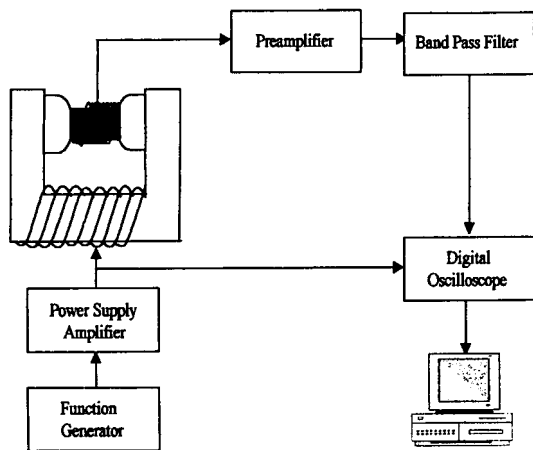 Preamplifier
Band Pass Filter
Digital
Oscilloscope
Power Supply
Amplifier
Function
Generator